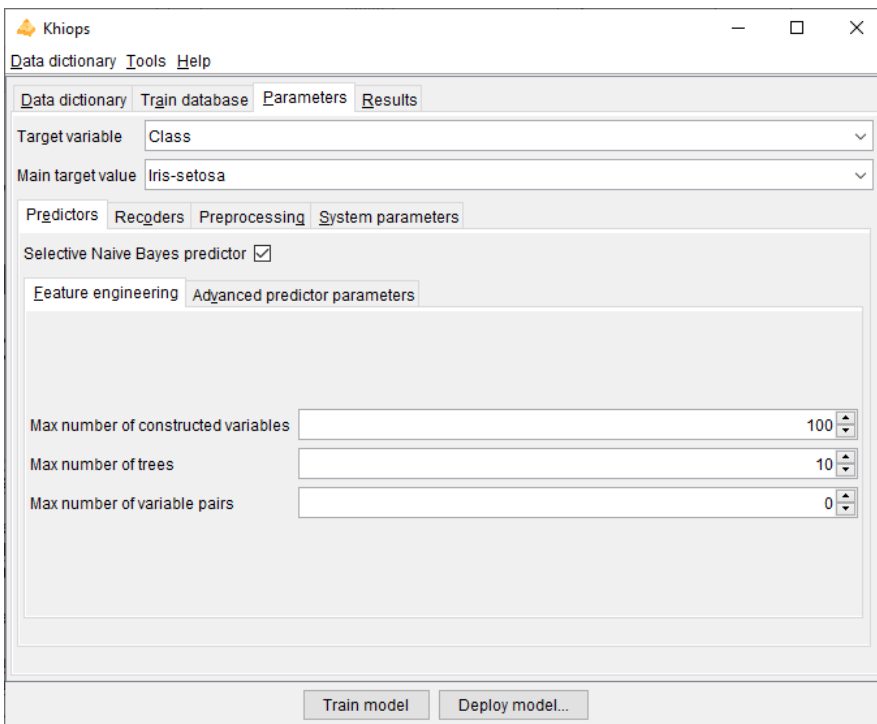 Khiops
Data dictionary Tools Help
Data dictionary Train database Parameters Results
Target variable Class
Main target value Iris-setosa
Predictors Recoders Preprocessing System parameters
Selective Naive Bayes predictor
Feature engineering Advanced predictor parameters
Max number of constructed variables 100
Max number of trees 10
Max number of variable pairs 0
Train model Deploy model...